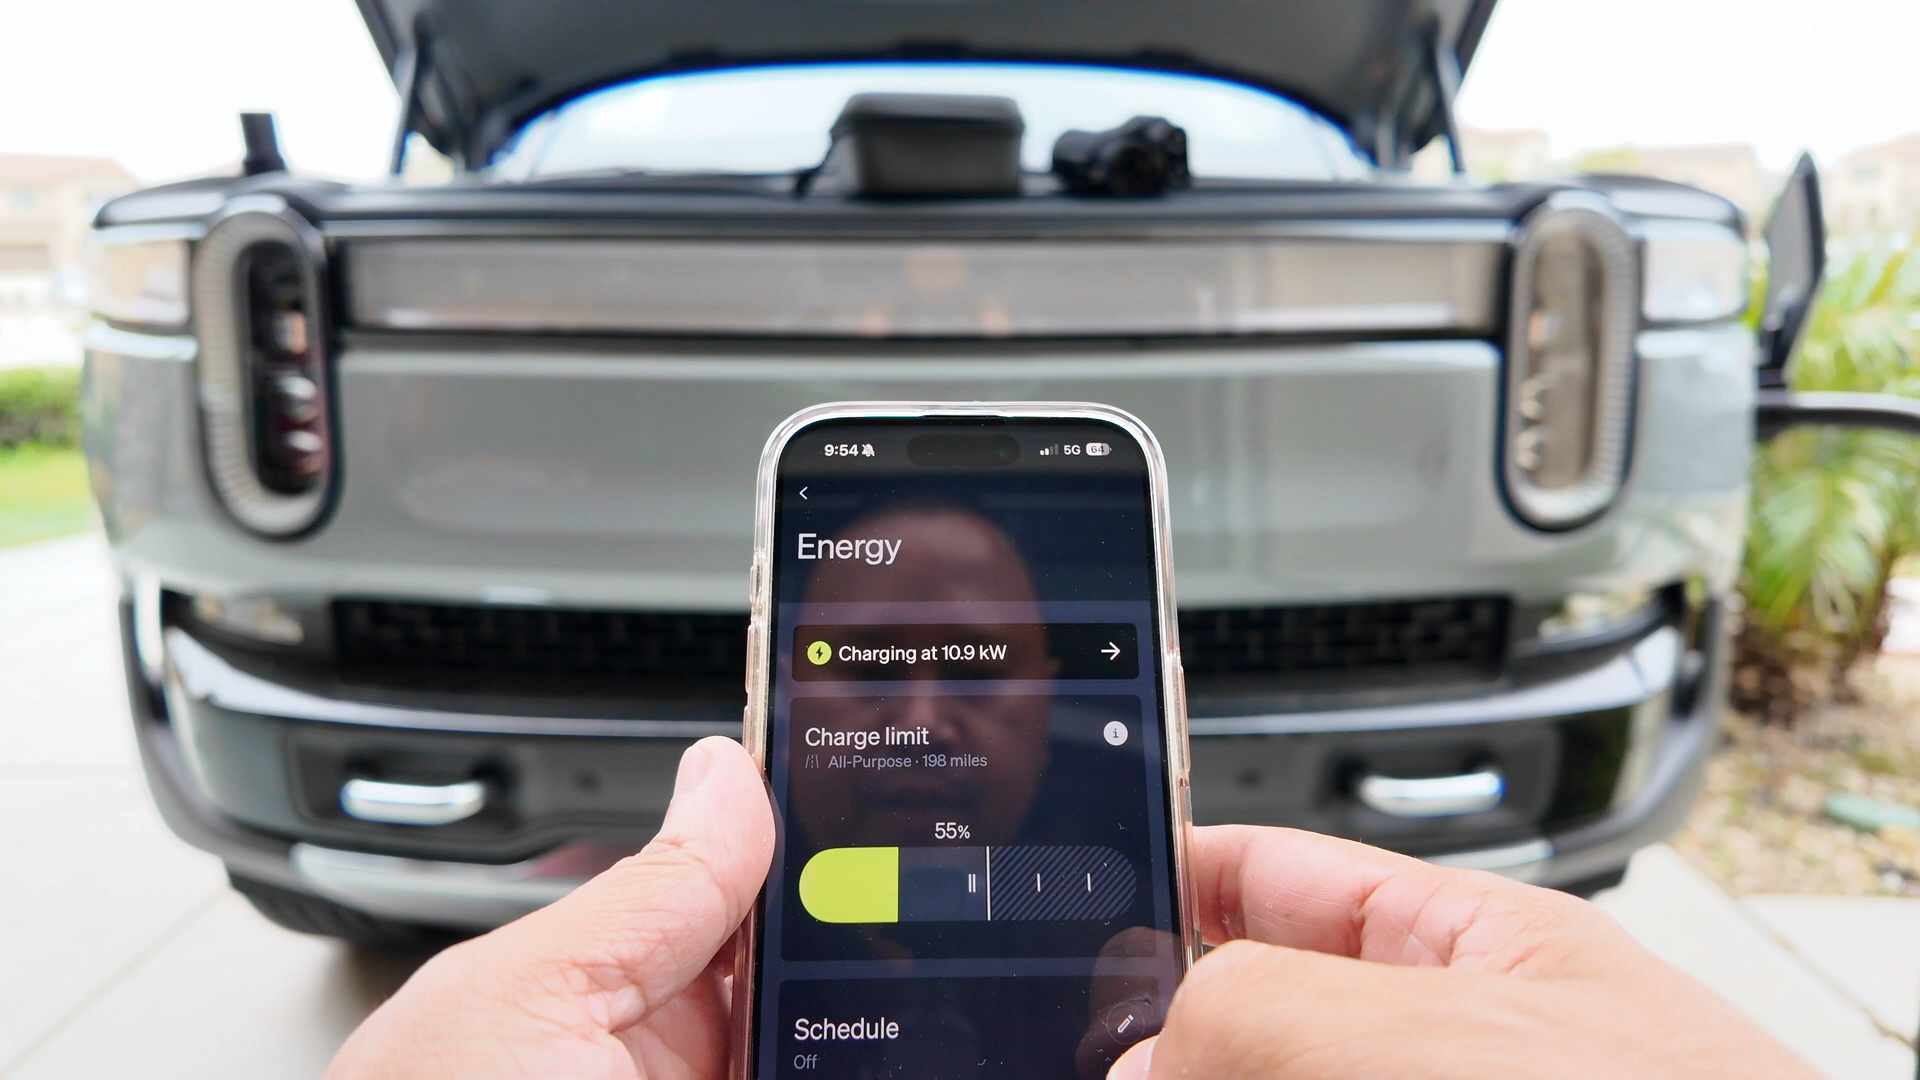 9:54 5G 64
Energy
Charging at 10.9 kW
Charge limit
All-Purpose · 198 miles
55%
Schedule
Off